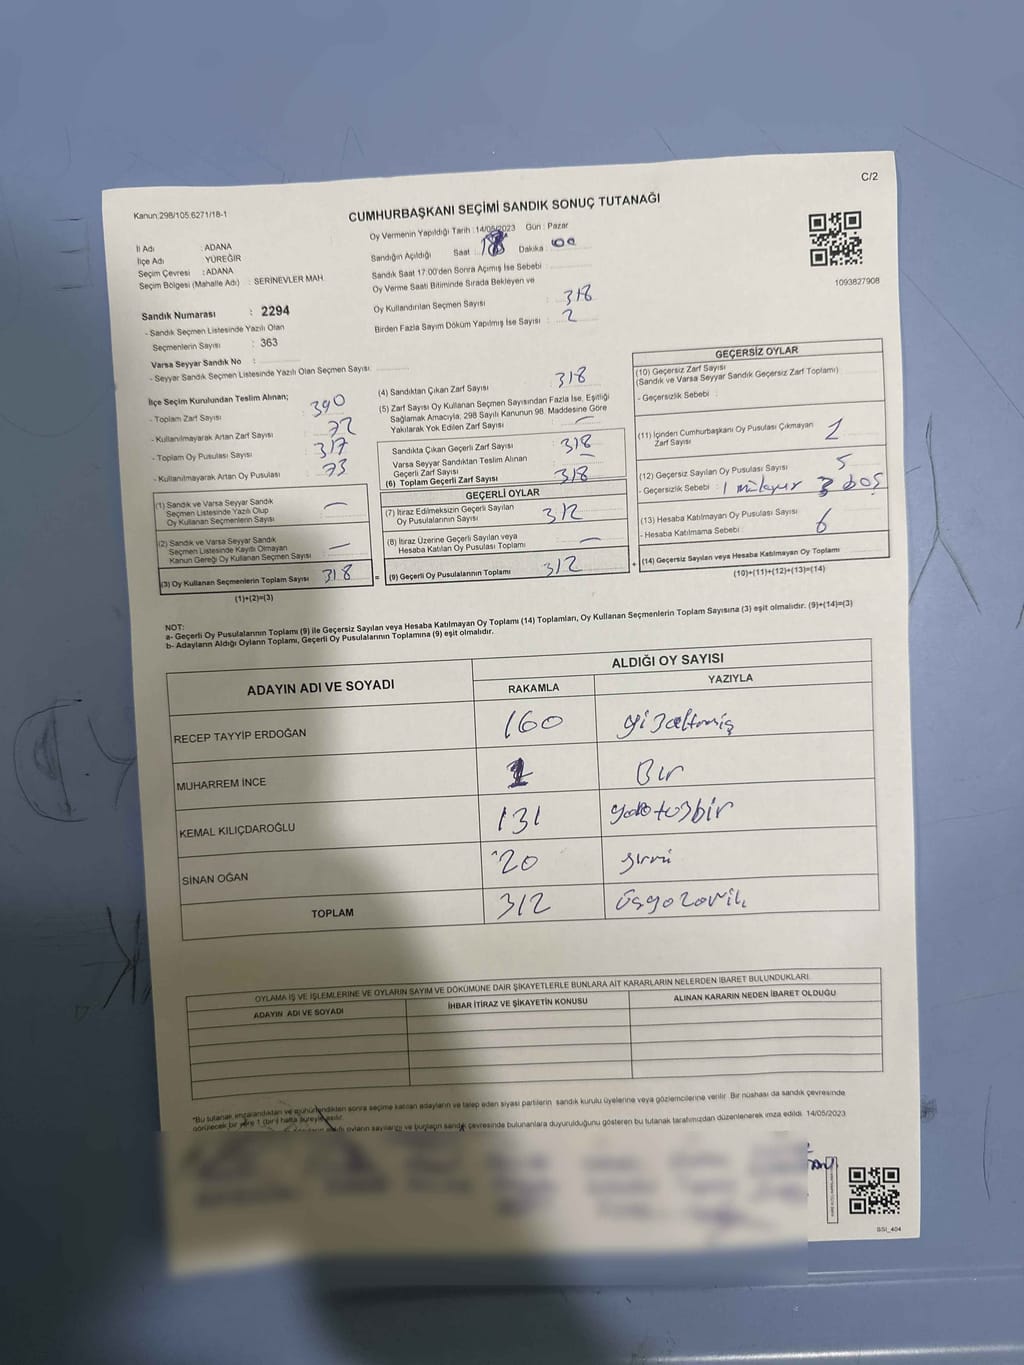 C/2
Kanun:298/105;6271/18-1
CUMHURBAŞKANI SEÇİMİ SANDIK SONUÇ TUTANAĞI
İl Adı : ADANA
İlçe Adı : YÜREĞİR
Seçim Çevresi : ADANA
Seçim Bölgesi (Mahalle Adı) : SERİNEVLER MAH.
Sandık Numarası : 2294
- Sandık Seçmen Listesinde Yazılı Olan
Seçmenlerin Sayısı : 363
Varsa Seyyar Sandık No :
- Seyyar Sandık Seçmen Listesinde Yazılı Olan Seçmen Sayısı:
Oy Vermenin Yapıldığı Tarih :14/05/2023 Gün : Pazar
Sandığın Açıldığı Saat : 18 Dakika : 00
Sandık Saat 17:00'den Sonra Açımış İse Sebebi :
Oy Verme Saati Bitiminde Sırada Bekleyen ve
Oy Kullandırılan Seçmen Sayısı : 318
Birden Fazla Sayım Döküm Yapılmış İse Sayısı : 2
1093827908
İlçe Seçim Kurulundan Teslim Alınan;
- Toplam Zarf Sayısı : 390
- Kullanılmayarak Artan Zarf Sayısı : 72
- Toplam Oy Pusulası Sayısı : 317
- Kullanılmayarak Artan Oy Pusulası : 73
(1) Sandık ve Varsa Seyyar Sandık
Seçmen Listesinde Yazılı Olup
Oy Kullanan Seçmenlerin Sayısı —
(2) Sandık ve Varsa Seyyar Sandık
Seçmen Listesinde Kayıtlı Olmayan
Kanun Gereği Oy Kullanan Seçmen Sayısı —
(3) Oy Kullanan Seçmenlerin Toplam Sayısı 318
(1)+(2)=(3)
=
(4) Sandıktan Çıkan Zarf Sayısı : 318
(5) Zarf Sayısı Oy Kullanan Seçmen Sayısından Fazla İse, Eşitliği
Sağlamak Amacıyla, 298 Sayılı Kanunun 98. Maddesine Göre
Yakılarak Yok Edilen Zarf Sayısı : —
Sandıkta Çıkan Geçerli Zarf Sayısı : 318
Varsa Seyyar Sandıktan Teslim Alınan
Geçerli Zarf Sayısı : —
(6) Toplam Geçerli Zarf Sayısı : 318
GEÇERLİ OYLAR
(7) İtiraz Edilmeksizin Geçerli Sayılan
Oy Pusulalarının Sayısı : 312
(8) İtiraz Üzerine Geçerli Sayılan veya
Hesaba Katılan Oy Pusulası Toplamı : —
(9) Geçerli Oy Pusulalarının Toplamı : 312
+
GEÇERSİZ OYLAR
(10) Geçersiz Zarf Sayısı
(Sandık ve Varsa Seyyar Sandık Geçersiz Zarf Toplamı) :
- Geçersizlik Sebebi :
(11) İçinden Cumhurbaşkanı Oy Pusulası Çıkmayan
Zarf Sayısı : 1
(12) Geçersiz Sayılan Oy Pusulası Sayısı : 5
- Geçersizlik Sebebi : 1 3 boş
(13) Hesaba Katılmayan Oy Pusulası Sayısı :
- Hesaba Katılmama Sebebi : 6
(14) Geçersiz Sayılan veya Hesaba Katılmayan Oy Toplamı :
(10)+(11)+(12)+(13)=(14)
NOT:
a- Geçerli Oy Pusulalarının Toplamı (9) ile Geçersiz Sayılan veya Hesaba Katılmayan Oy Toplamı (14) Toplamları, Oy Kullanan Seçmenlerin Toplam Sayısına (3) eşit olmalıdır. (9)+(14)=(3)
b- Adayların Aldığı Oyların Toplamı, Geçerli Oy Pusulalarının Toplamına (9) eşit olmalıdır.
ADAYIN ADI VE SOYADI ALDIĞI OY SAYISI
RAKAMLA YAZIYLA
RECEP TAYYIP ERDOĞAN 160 yüzaltmış
MUHARREM İNCE 1 Bir
KEMAL KILIÇDAROĞLU 131 yüzotuzbir
SİNAN OĞAN 20 yirmi
TOPLAM 312 üçyüzoniki
OYLAMA İŞ VE İŞLEMLERİNE VE OYLARIN SAYIM VE DÖKÜMÜNE DAİR ŞİKAYETLERLE BUNLARA AİT KARARLARIN NELERDEN İBARET BULUNDUKLARI
ADAYIN ADI VE SOYADI İHBAR İTİRAZ VE ŞİKAYETİN KONUSU ALINAN KARARIN NEDEN İBARET OLDUĞU
*Bu tutanak imzalandıktan ve mühürlendikten sonra seçime katılan adayların ve talep eden siyasi partilerin sandık kurulu üyelerine veya gözlemcilerine verilir. Bir nüshası da sandık çevresinde
görülecek bir yere 1 (bir) hafta süreyle asılır.
aldığı oyların sayılarını ve bunların sandık çevresinde bulunanlara duyurulduğunu gösteren bu tutanak tarafımızdan düzenlenerek imza edildi. 14/05/2023
SSI_404